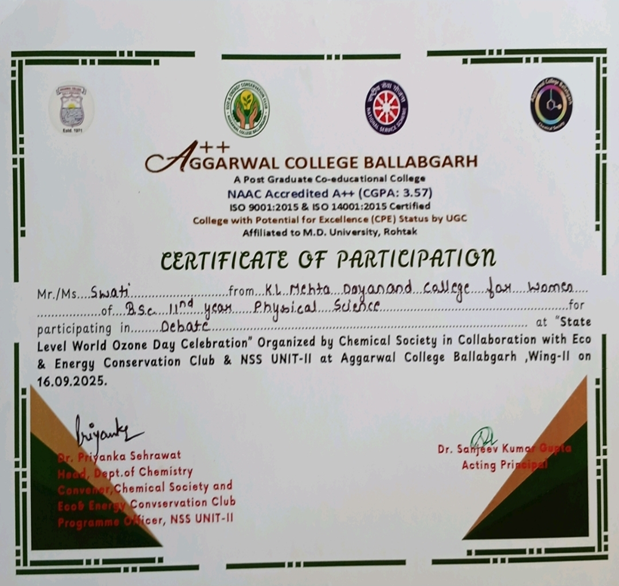 Estd. 1971
NATIONAL SERVICE SCHEME
A++
AGGARWAL COLLEGE BALLABGARH
A Post Graduate Co-educational College
NAAC Accredited A++ (CGPA: 3.57)
ISO 9001:2015 & ISO 14001:2015 Certified
College with Potential for Excellence (CPE) Status by UGC
Affiliated to M.D. University, Rohtak
CERTIFICATE OF PARTICIPATION
Mr./Ms. Swati from K.L. Mehta Dayanand College for Women
of BSc IInd year Physical Science for
participating in Debate at "State
Level World Ozone Day Celebration" Organized by Chemical Society in Collaboration with Eco
& Energy Conservation Club & NSS UNIT-II at Aggarwal College Ballabgarh ,Wing-II on
16.09.2025.
Priyanka
Dr. Priyanka Sehrawat
Head, Dept.of Chemistry
Convener,Chemical Society and
Eco& Energy Convservation Club
Programme Officer, NSS UNIT-II
Dr. Sanjeev Kumar Gupta
Acting Principal